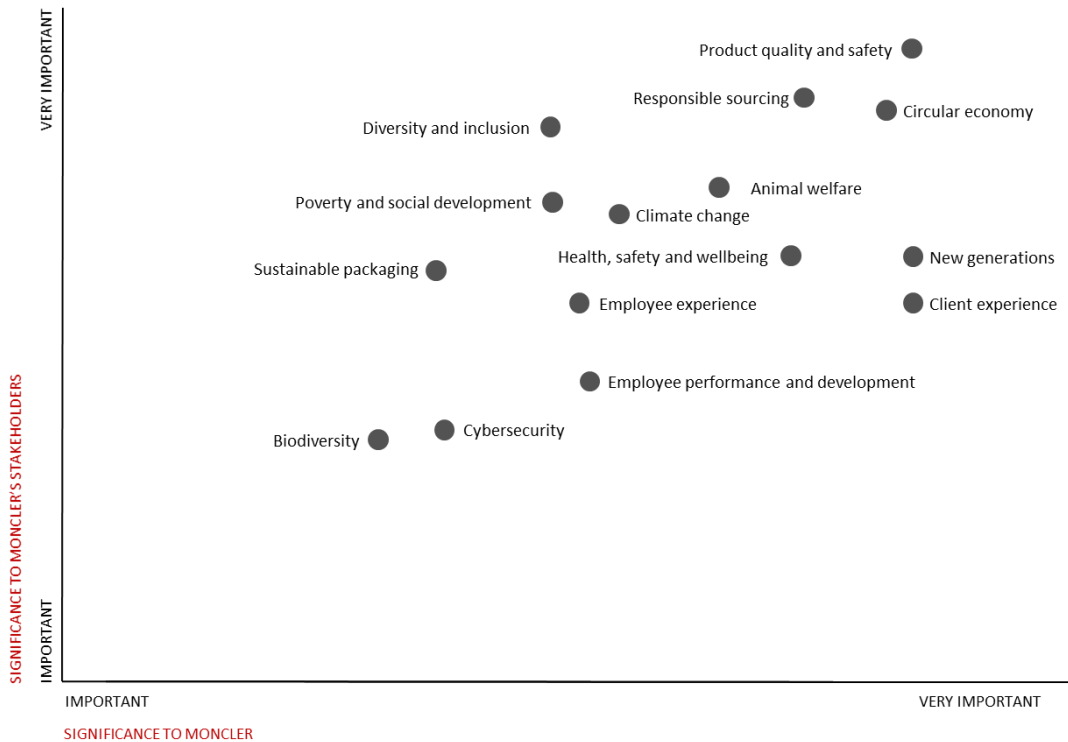 VERY IMPORTANT
Product quality and safety
Responsible sourcing
Circular economy
Diversity and inclusion
Animal welfare
Poverty and social development
Climate change
Health, safety and wellbeing
New generations
Sustainable packaging
Employee experience
Client experience
Employee performance and development
Cybersecurity
Biodiversity
SIGNIFICANCE TO MONCLER'S STAKEHOLDERS
IMPORTANT
IMPORTANT
VERY IMPORTANT
SIGNIFICANCE TO MONCLER